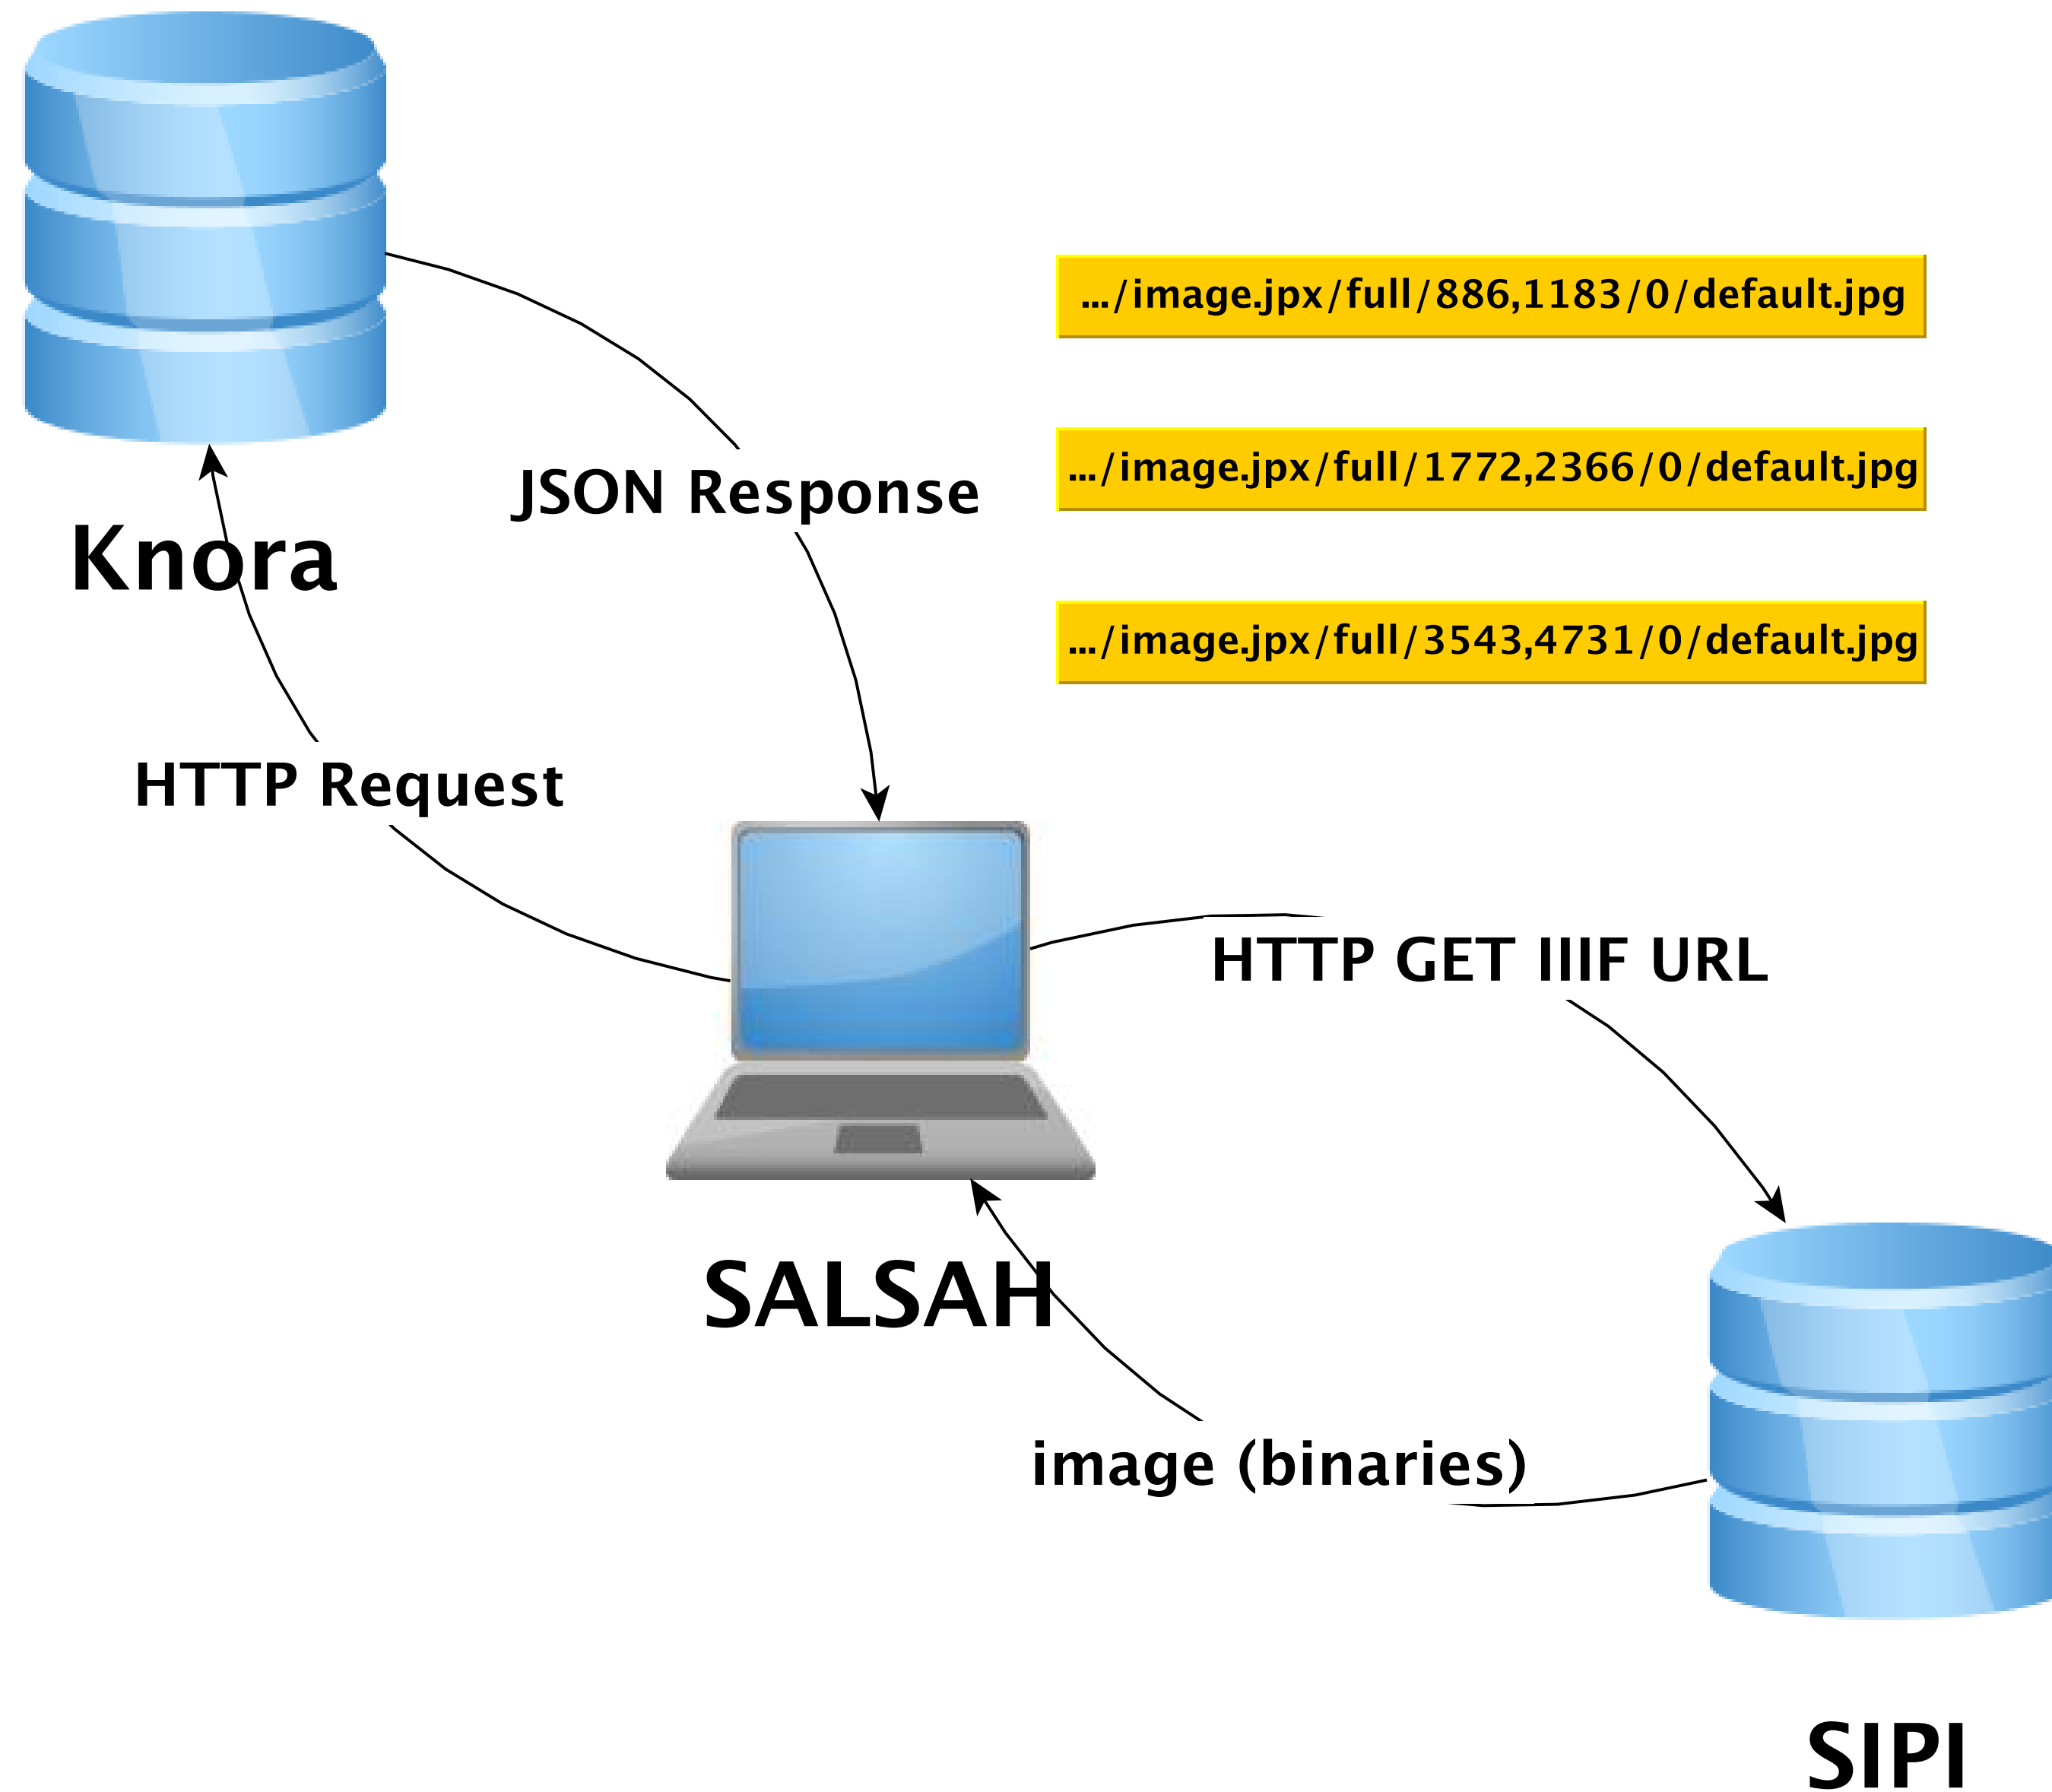 .../image.jpx/full/886,1183/0/default.jpg
.../image.jpx/full/1772,2366/0/default.jpg
JSON Response
Knora
.../image.jpx/full/3543,4731/0/default.jpg
HTTP Request
HTTP GET IIIF URL
SALSAH
image (binaries)
SIPI